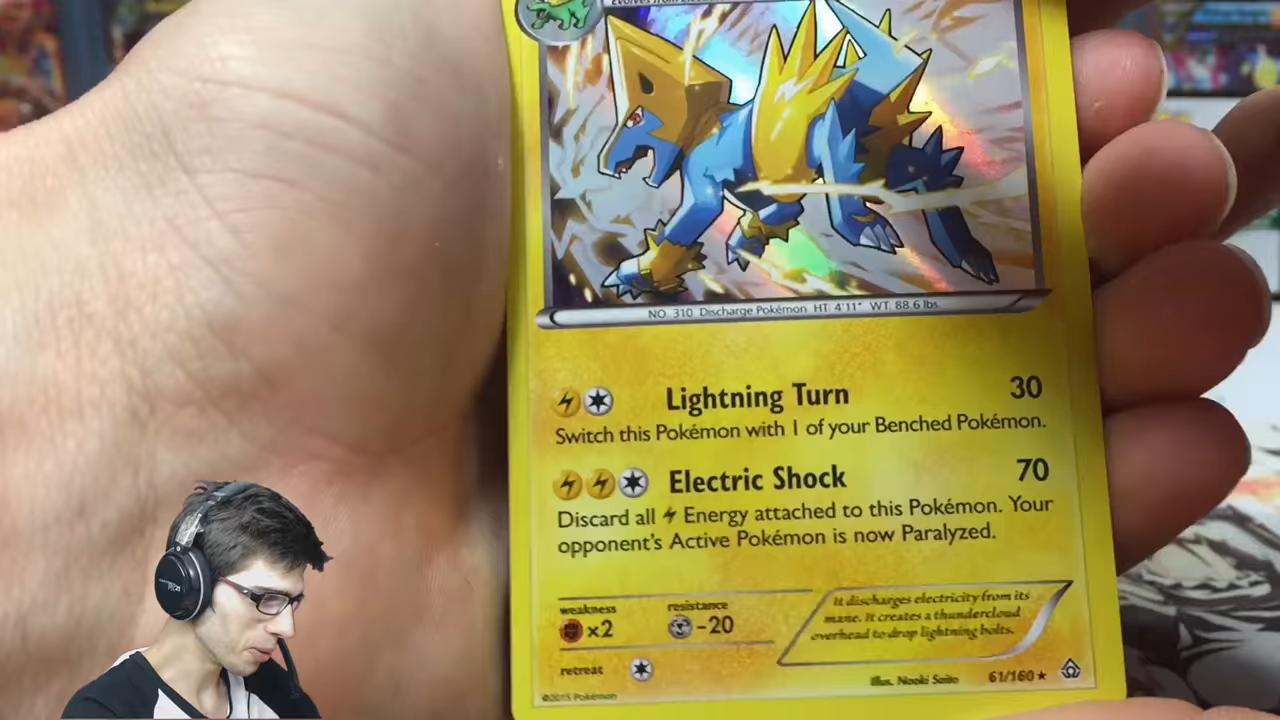 Evolves from
NO. 310 Discharge Pokémon HT: 4'11" WT: 88.6 lbs.
Lightning Turn 30
Switch this Pokémon with 1 of your Benched Pokémon.
Electric Shock 70
Discard all Energy attached to this Pokémon. Your
opponent's Active Pokémon is now Paralyzed.
weakness resistance
×2 -20
It discharges electricity from its
mane. It creates a thundercloud
overhead to drop lightning bolts.
retreat
Illus. Naoki Saito 61/160
©2015 Pokémon